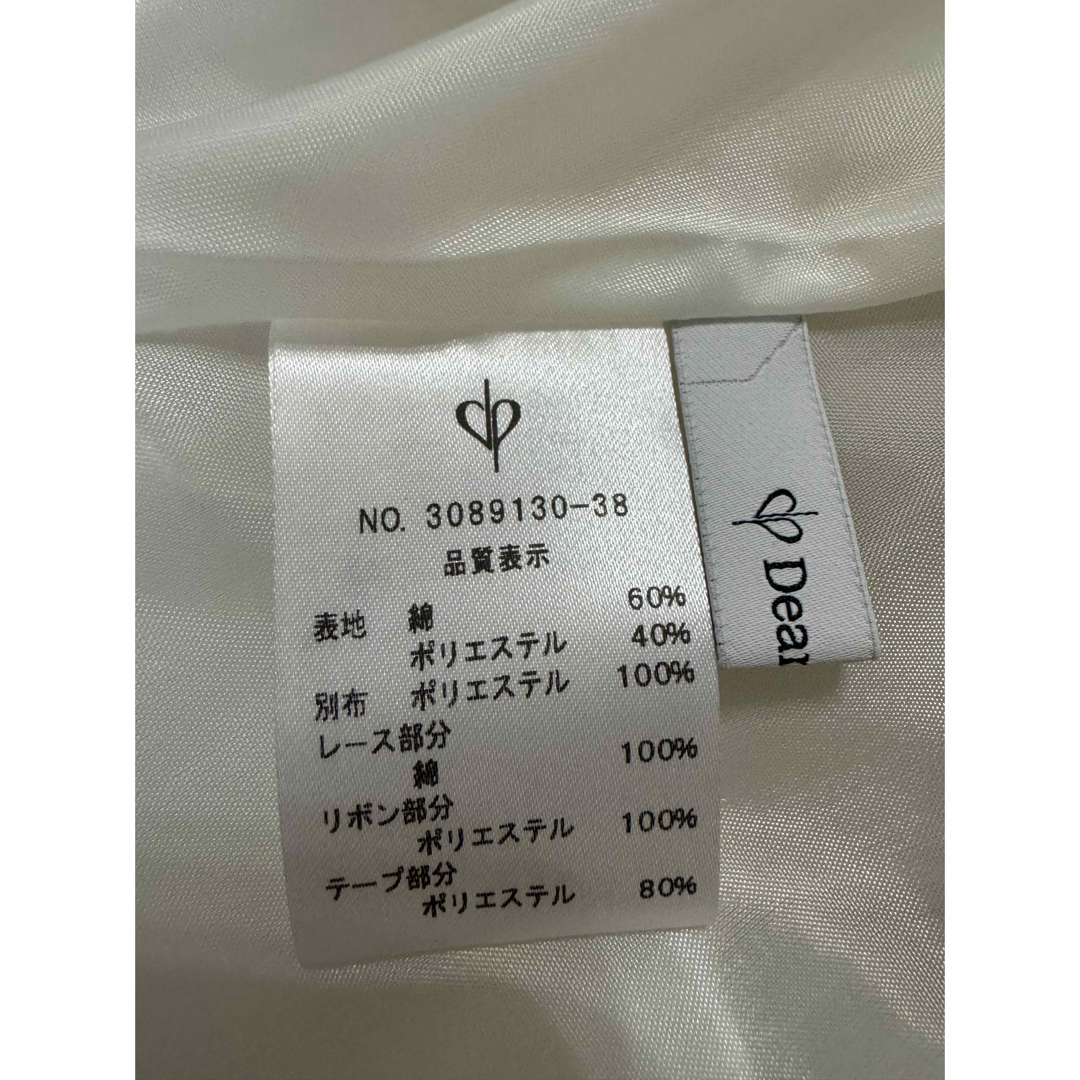 NO. 3089130-38
品質表示
表地 綿 60%
ポリエステル 40%
別布 ポリエステル 100%
レース部分
綿 100%
リボン部分
ポリエステル 100%
テープ部分
ポリエステル 80%
Dear